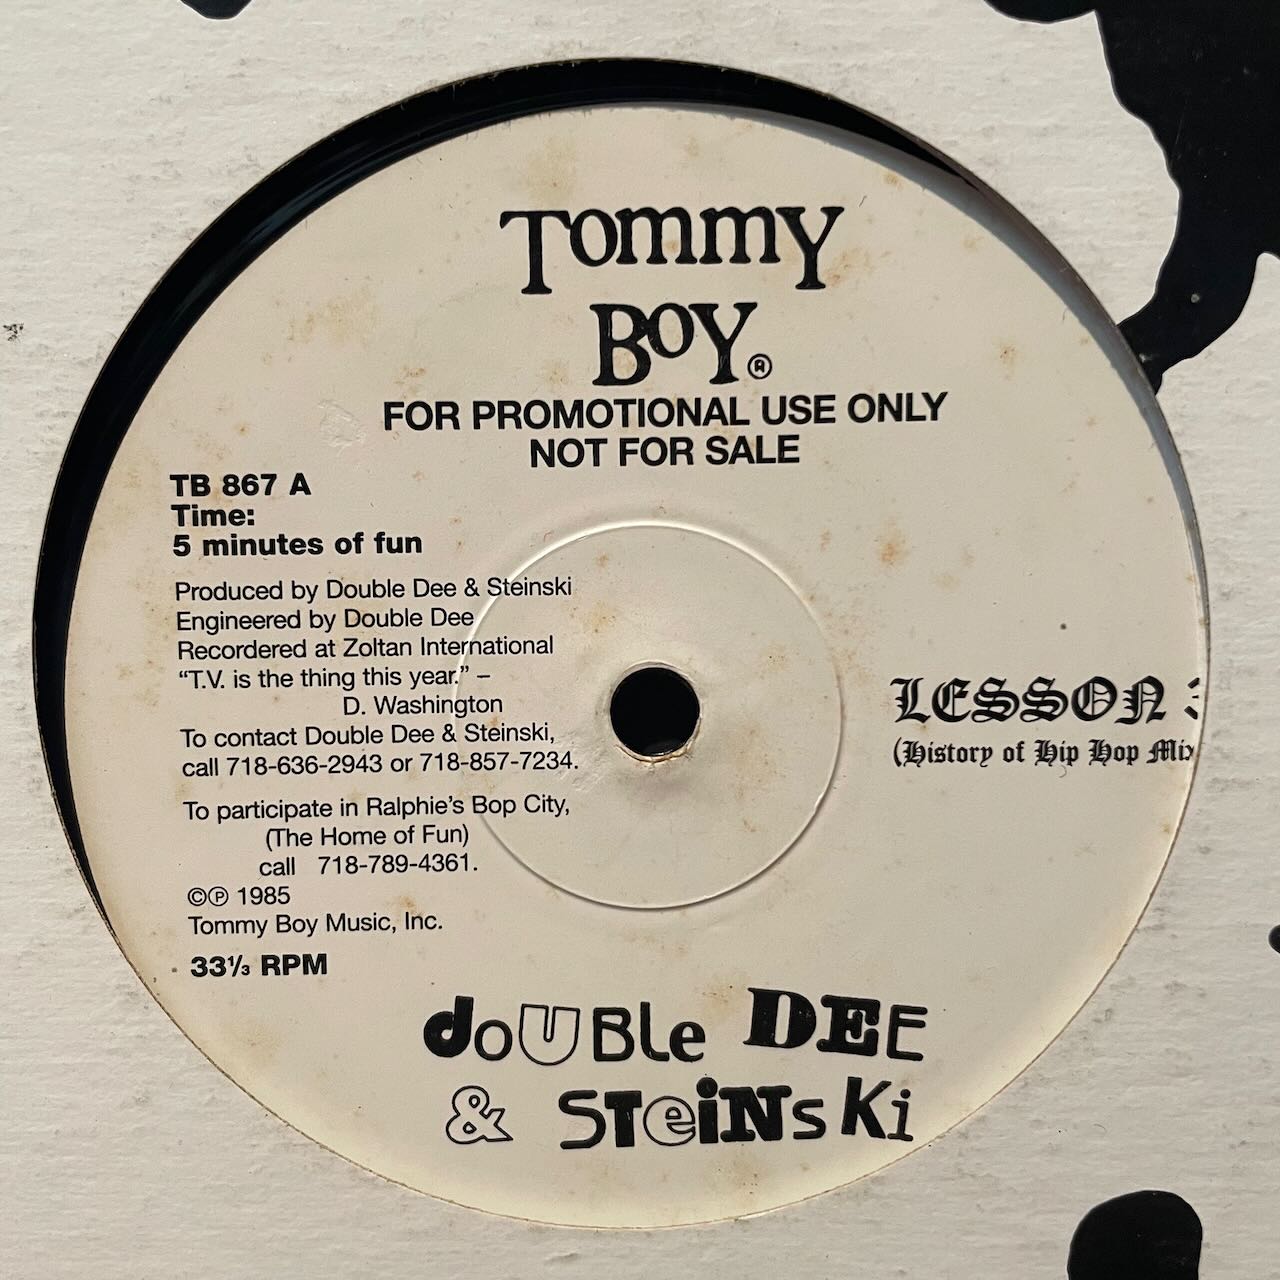 Tommy
Boy®
FOR PROMOTIONAL USE ONLY
NOT FOR SALE
TB 867 A
Time:
5 minutes of fun
Produced by Double Dee & Steinski
Engineered by Double Dee
Recordered at Zoltan International
“T.V. is the thing this year.” –
D. Washington
To contact Double Dee & Steinski,
call 718-636-2943 or 718-857-7234.
To participate in Ralphie's Bop City,
(The Home of Fun)
call 718-789-4361.
©℗ 1985
Tommy Boy Music, Inc.
33⅓ RPM
LESSON
(History of Hip Hop Mix
doUBle DEE
& STeiNsKi